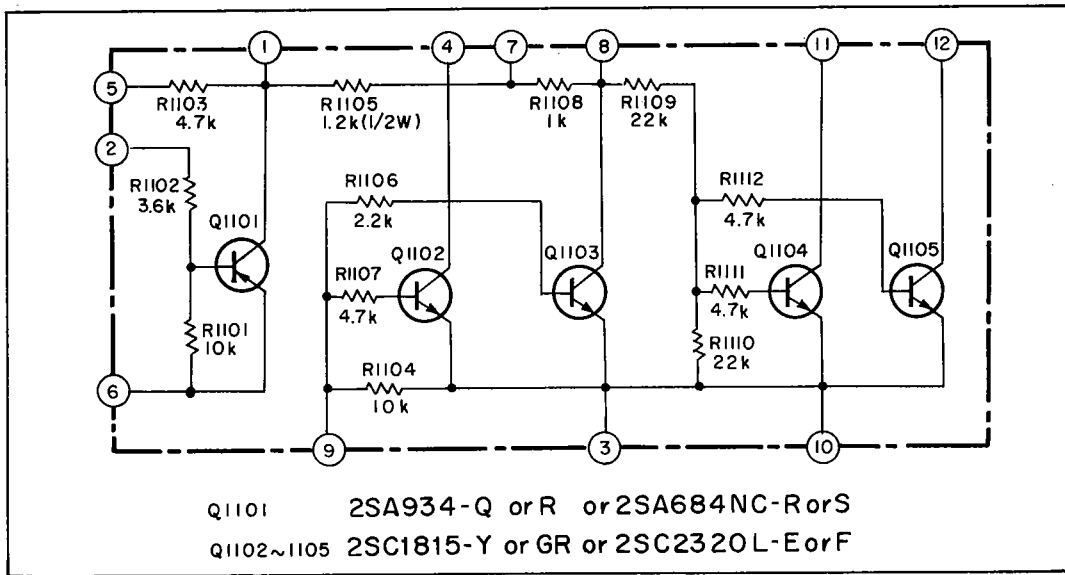 1 4 7 8 11 12
5
R1103
4.7k
R1105
1.2k(1/2W)
R1108
1k
R1109
22k
2
R1102
3.6k
Q1101
R1106
2.2k
R1112
4.7k
Q1102
Q1103
Q1104
Q1105
R1107
4.7k
R1111
4.7k
R1101
10k
R1110
22k
6
R1104
10k
9 3 10
Q1101 2SA934-Q or R or 2SA684NC-RorS
Q1102~1105 2SC1815-Y or GR or 2SC2320L-EorF